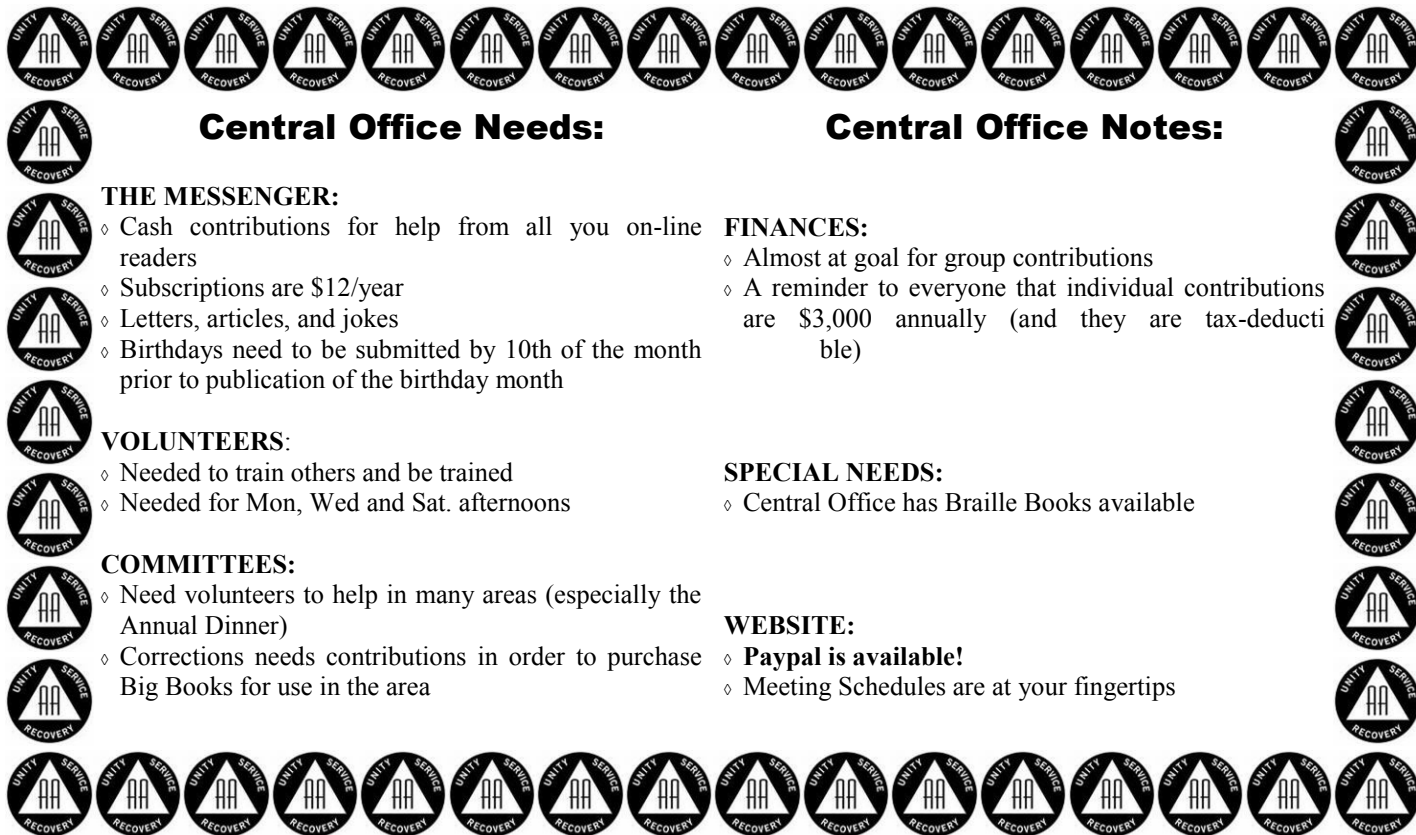 Central Office Needs:
THE MESSENGER:
◊ Cash contributions for help from all you on-line
readers
◊ Subscriptions are $12/year
◊ Letters, articles, and jokes
◊ Birthdays need to be submitted by 10th of the month
prior to publication of the birthday month
VOLUNTEERS:
◊ Needed to train others and be trained
◊ Needed for Mon, Wed and Sat. afternoons
COMMITTEES:
◊ Need volunteers to help in many areas (especially the
Annual Dinner)
◊ Corrections needs contributions in order to purchase
Big Books for use in the area
Central Office Notes:
FINANCES:
◊ Almost at goal for group contributions
◊ A reminder to everyone that individual contributions
are $3,000 annually (and they are tax-deducti
ble)
SPECIAL NEEDS:
◊ Central Office has Braille Books available
WEBSITE:
◊ Paypal is available!
◊ Meeting Schedules are at your fingertips
UNITY SERVICE
AA
RECOVERY